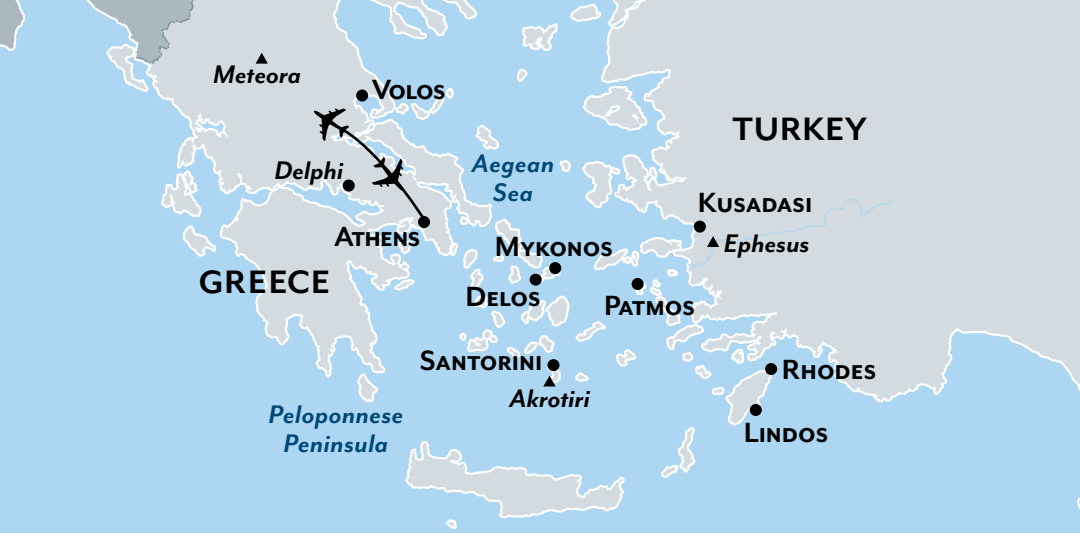 Meteora
VOLOS
TURKEY
Aegean
Sea
Delphi
KUSADASI
ATHENS
Ephesus
MYKONOS
GREECE
DELOS
PATMOS
SANTORINI
RHODES
Akrotiri
Peloponnese
Peninsula
LINDOS